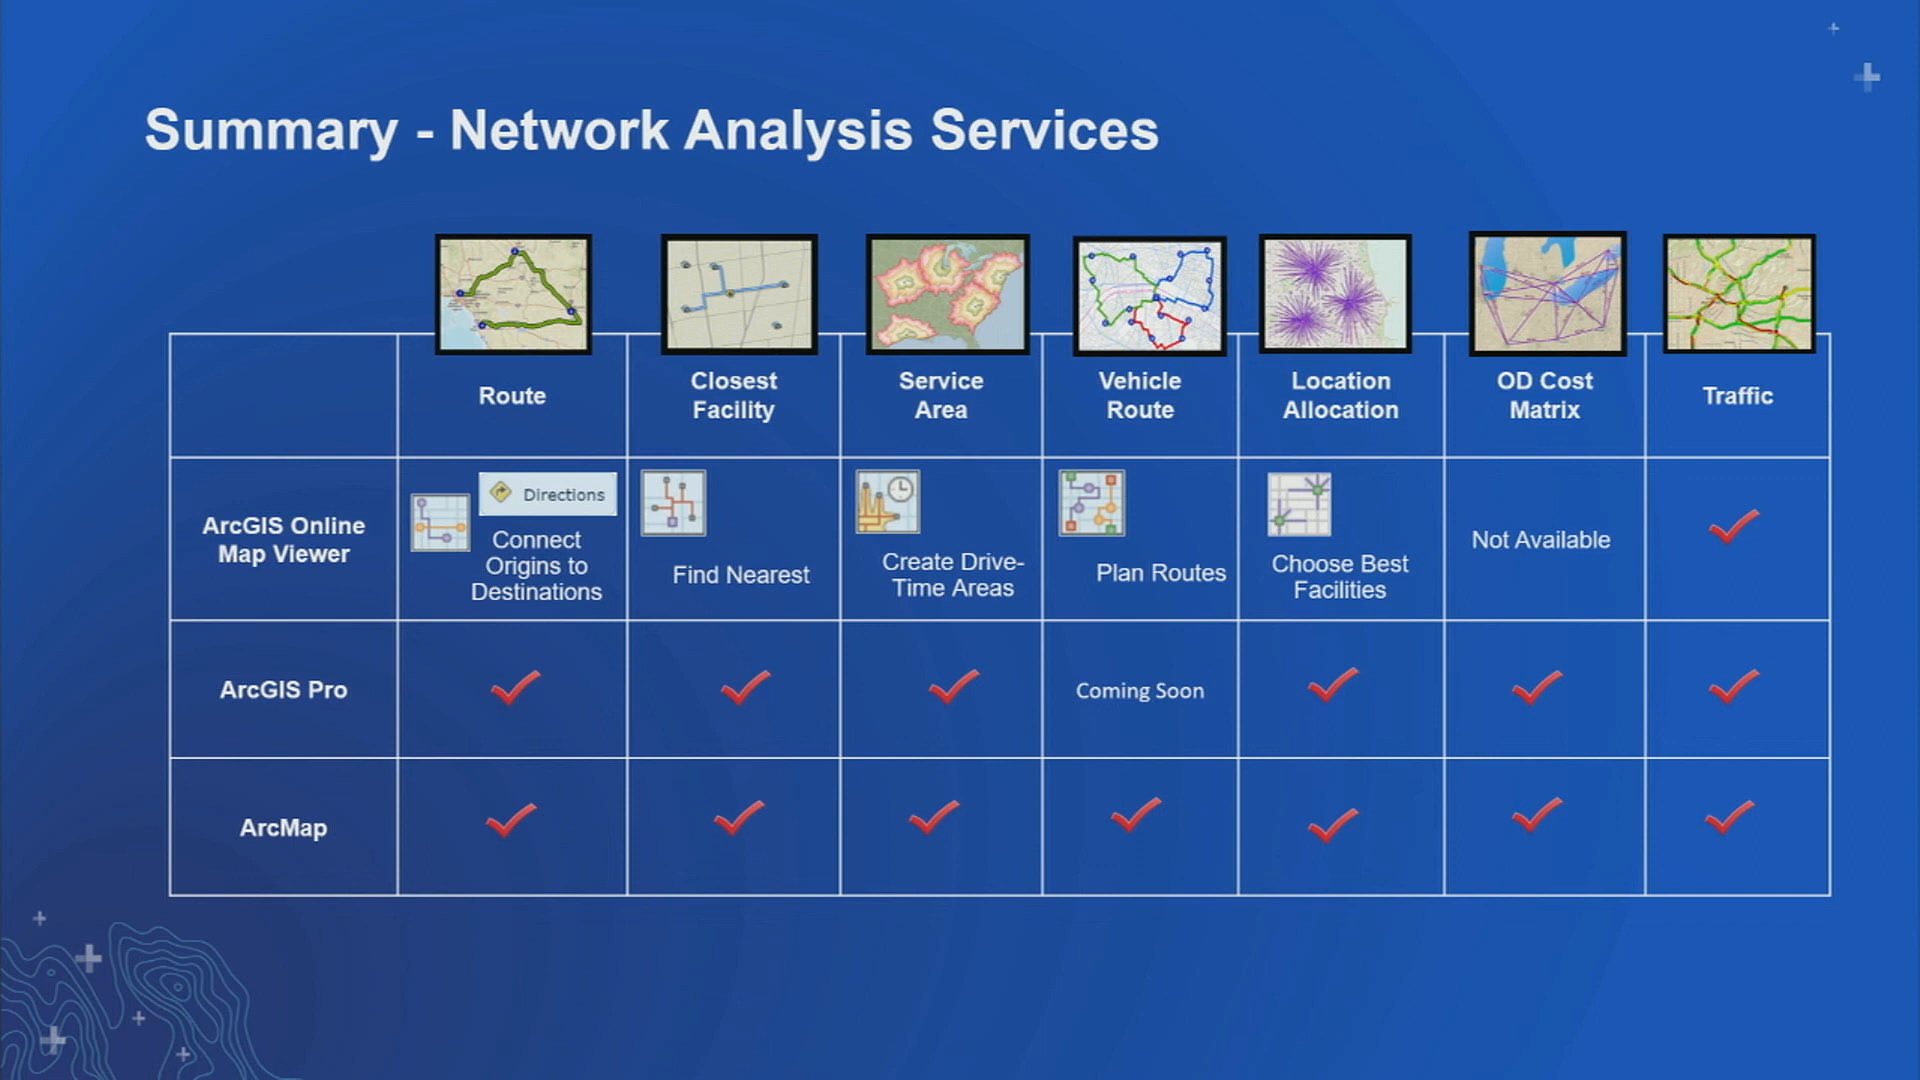 Summary - Network Analysis Services
Route
Closest
Facility
Service
Area
Vehicle
Route
Location
Allocation
OD Cost
Matrix
Traffic
ArcGIS Online
Map Viewer
Directions
Connect
Origins to
Destinations
Find Nearest
Create Drive-
Time Areas
Plan Routes
Choose Best
Facilities
Not Available
ArcGIS Pro
Coming Soon
ArcMap